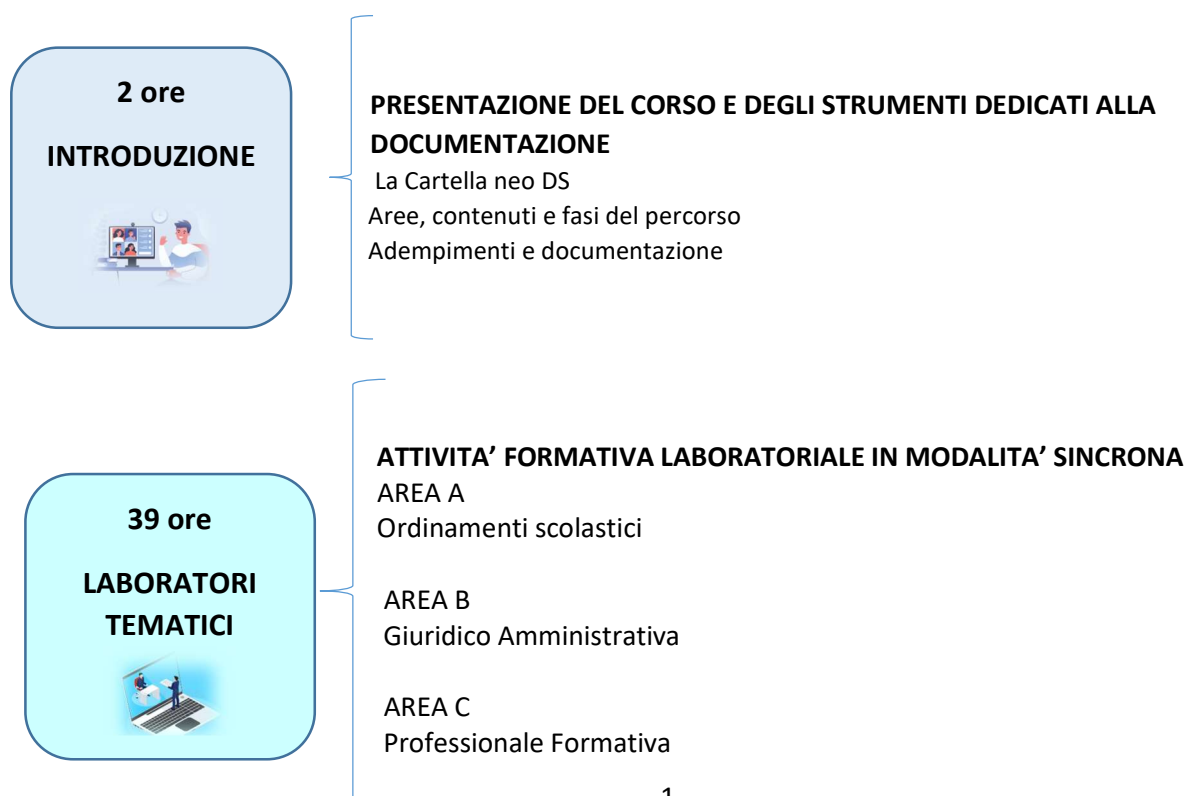 2 ore
INTRODUZIONE
PRESENTAZIONE DEL CORSO E DEGLI STRUMENTI DEDICATI ALLA
DOCUMENTAZIONE
La Cartella neo DS
Aree, contenuti e fasi del percorso
Adempimenti e documentazione
39 ore
LABORATORI
TEMATICI
ATTIVITA’ FORMATIVA LABORATORIALE IN MODALITA’ SINCRONA
AREA A
Ordinamenti scolastici
AREA B
Giuridico Amministrativa
AREA C
Professionale Formativa
1